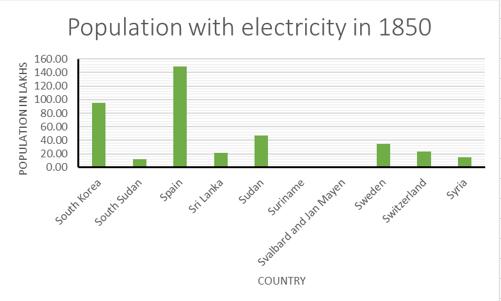 Population with electricity in 1850
POPULATION IN LAKHS
160.00
140.00
120.00
100.00
80.00
60.00
40.00
20.00
0.00
South Korea
South Sudan
Spain
Sri Lanka
Sudan
Suriname
Svalbard and Jan Mayen
Sweden
Switzerland
Syria
COUNTRY